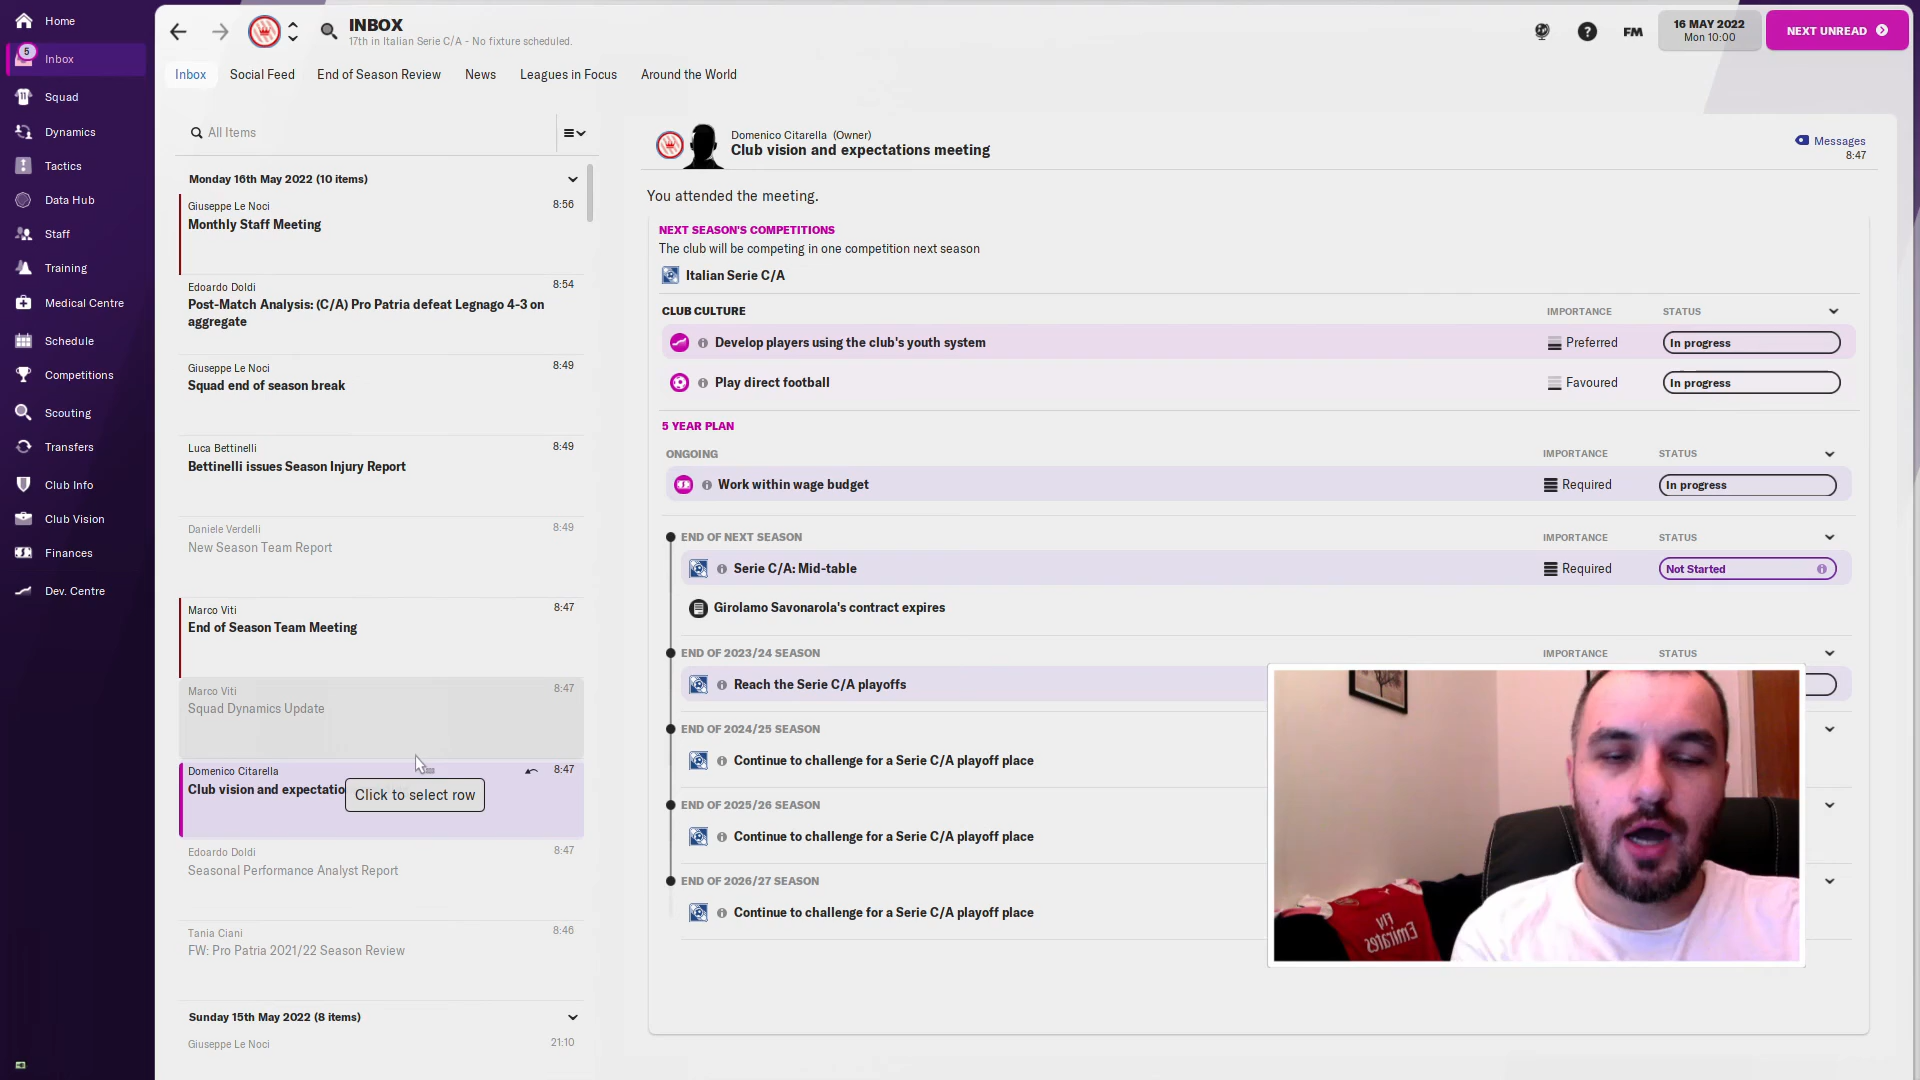 Home
5
Inbox
Squad
Dynamics
Tactics
Data Hub
Staff
Training
Medical Centre
Schedule
Competitions
Scouting
Transfers
Club Info
Club Vision
Finances
Dev. Centre
INBOX
17th in Italian Serie C/A - No fixture scheduled.
FM
16 MAY 2022
Mon 10:00
NEXT UNREAD
Inbox
Social Feed
End of Season Review
News
Leagues in Focus
Around the World
All Items
Monday 16th May 2022 (10 items)
Giuseppe Le Noci 8:56
Monthly Staff Meeting
Edoardo Doldi 8:54
Post-Match Analysis: (C/A) Pro Patria defeat Legnago 4-3 on
aggregate
Giuseppe Le Noci 8:49
Squad end of season break
Luca Bettinelli 8:49
Bettinelli issues Season Injury Report
Daniele Verdelli 8:49
New Season Team Report
Marco Viti 8:47
End of Season Team Meeting
Marco Viti 8:47
Squad Dynamics Update
Domenico Citarella 8:47
Club vision and expectatio
Click to select row
Edoardo Doldi 8:47
Seasonal Performance Analyst Report
Tania Ciani 8:46
FW: Pro Patria 2021/22 Season Review
Sunday 15th May 2022 (8 items)
Giuseppe Le Noci 21:10
Domenico Citarella (Owner)
Club vision and expectations meeting
Messages
8:47
You attended the meeting.
NEXT SEASON'S COMPETITIONS
The club will be competing in one competition next season
Italian Serie C/A
CLUB CULTURE IMPORTANCE STATUS
Develop players using the club's youth system Preferred In progress
Play direct football Favoured In progress
5 YEAR PLAN
ONGOING IMPORTANCE STATUS
Work within wage budget Required In progress
END OF NEXT SEASON IMPORTANCE STATUS
Serie C/A: Mid-table Required Not Started
Girolamo Savonarola's contract expires
END OF 2023/24 SEASON IMPORTANCE STATUS
Reach the Serie C/A playoffs
END OF 2024/25 SEASON
Continue to challenge for a Serie C/A playoff place
END OF 2025/26 SEASON
Continue to challenge for a Serie C/A playoff place
END OF 2026/27 SEASON
Continue to challenge for a Serie C/A playoff place
Fly
Emirates